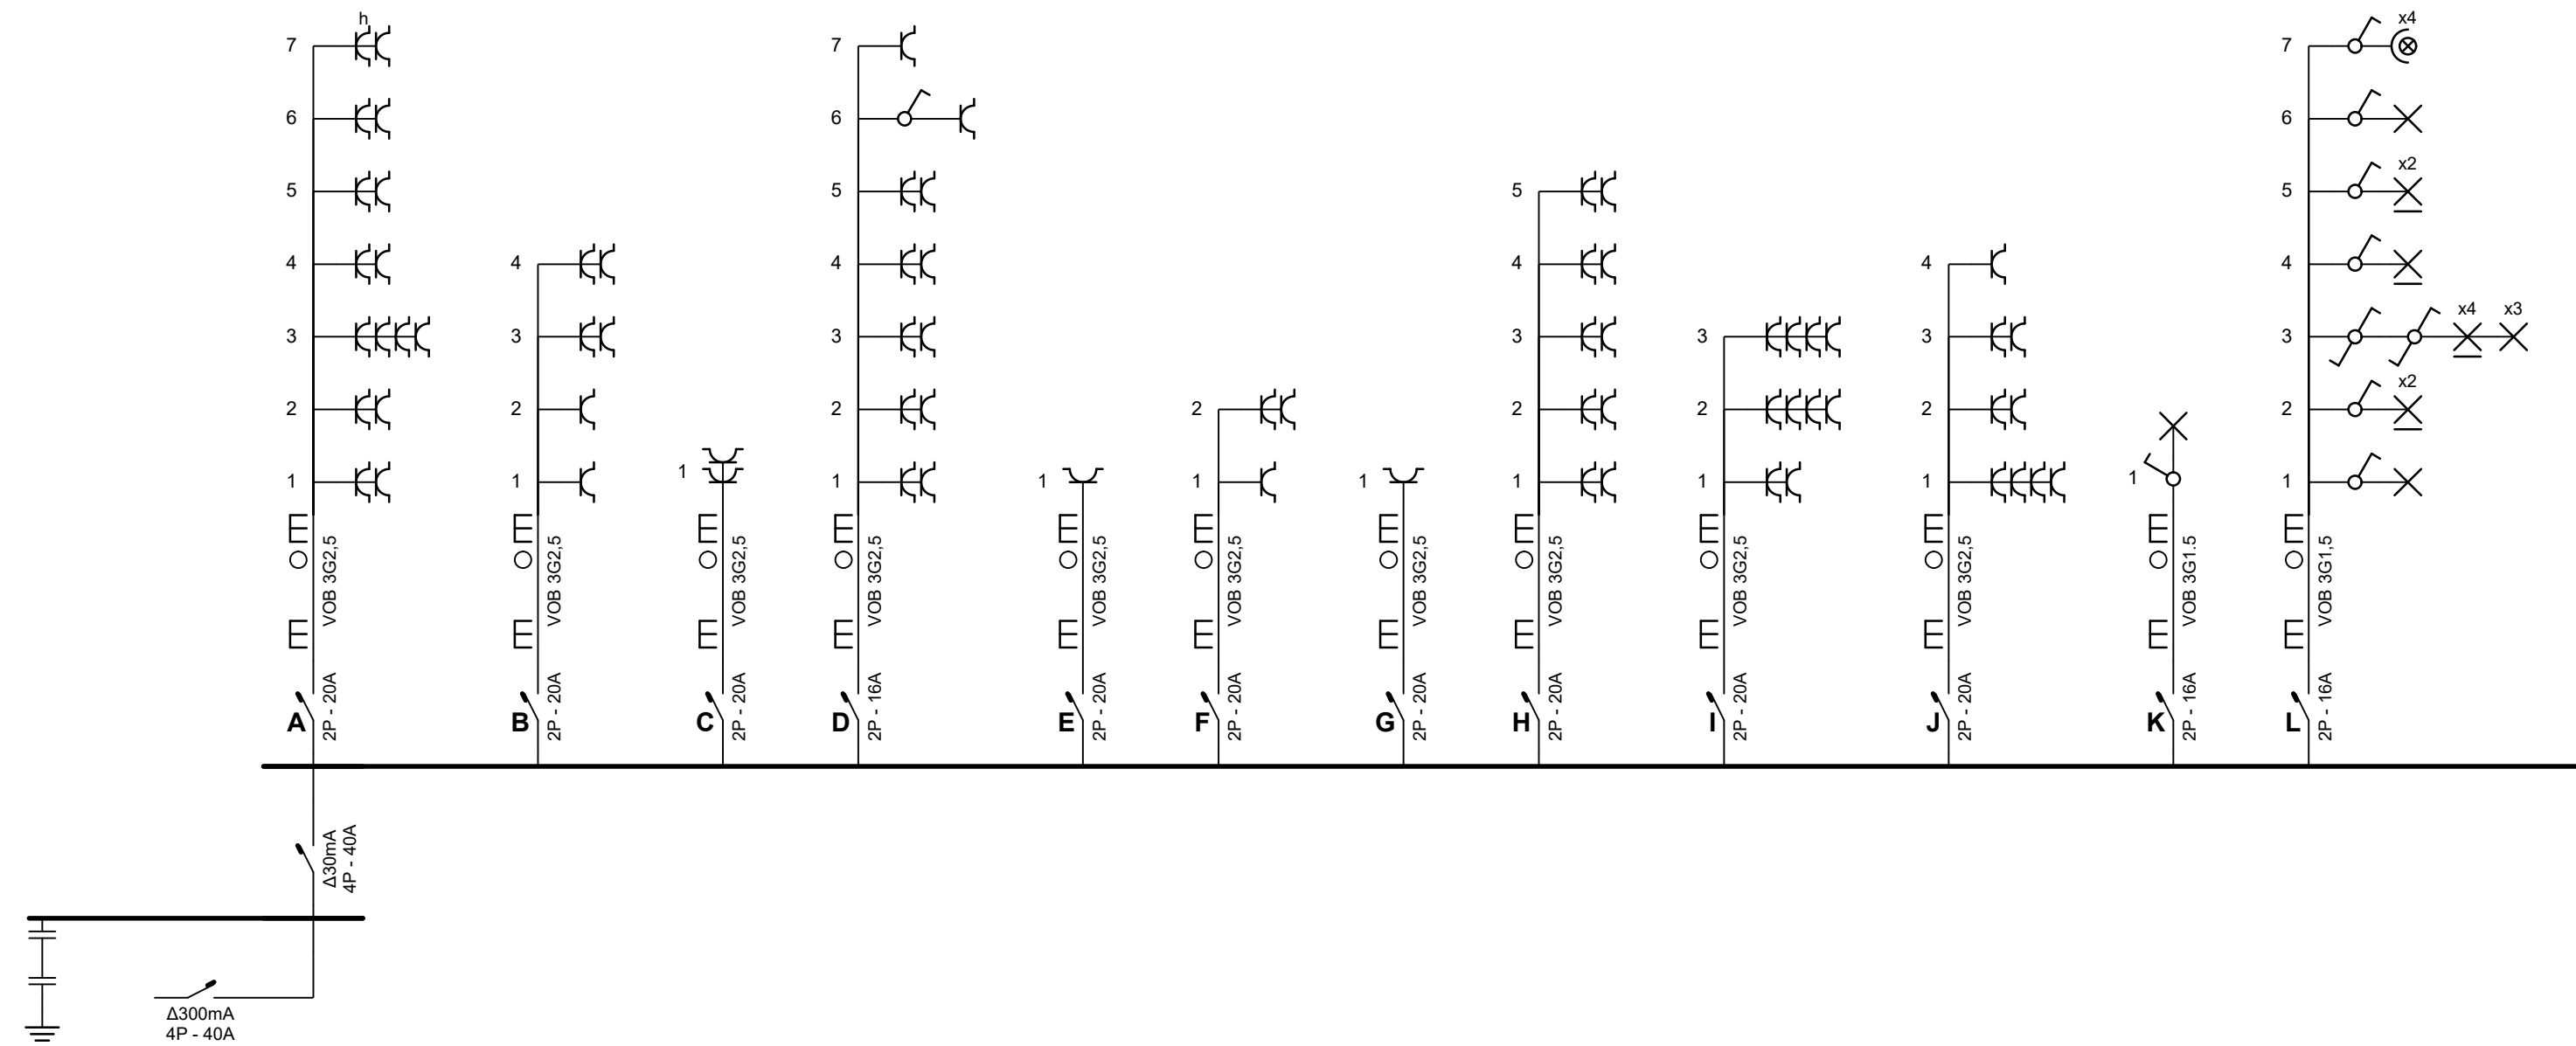 h
7
6
5
4
3
2
1
VOB 3G2,5
2P - 20A
A
4
3
2
1
VOB 3G2,5
2P - 20A
B
1
VOB 3G2,5
2P - 20A
C
7
6
5
4
3
2
1
VOB 3G2,5
2P - 16A
D
1
VOB 3G2,5
2P - 20A
E
2
1
VOB 3G2,5
2P - 20A
F
1
VOB 3G2,5
2P - 20A
G
5
4
3
2
1
VOB 3G2,5
2P - 20A
H
3
2
1
VOB 3G2,5
2P - 20A
I
4
3
2
1
VOB 3G2,5
2P - 20A
J
1
VOB 3G1.5
2P - 16A
K
x4
7
6
x2
5
4
x4 x3
3
x2
2
1
VOB 3G1,5
2P - 16A
L
Δ30mA
4P - 40A
Δ300mA
4P - 40A